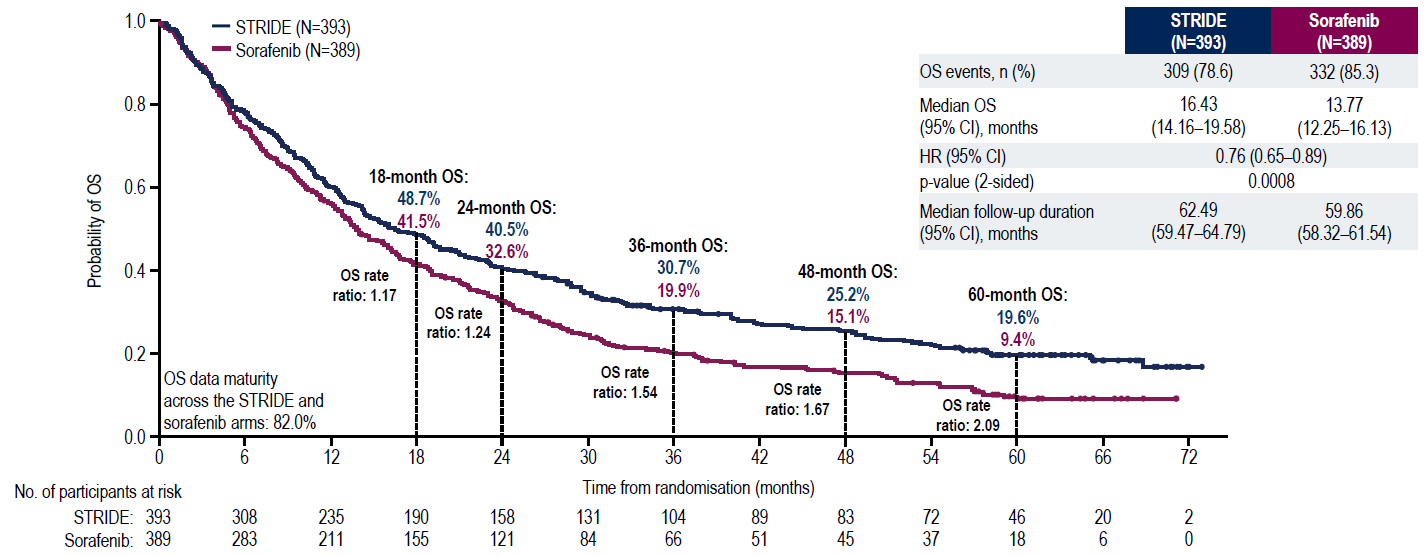 STRIDE (N=393)
Sorafenib (N=389)
STRIDE Sorafenib
(N=393) (N=389)
OS events, n (%) 309 (78.6) 332 (85.3)
Median OS 16.43 13.77
(95% CI), months (14.16–19.58) (12.25–16.13)
HR (95% CI) 0.76 (0.65–0.89)
p-value (2-sided) 0.0008
Median follow-up duration 62.49 59.86
(95% CI), months (59.47–64.79) (58.32–61.54)
Probability of OS
1.0
0.8
0.6
0.4
0.2
0.0
18-month OS:
48.7%
41.5%
OS rate
ratio: 1.17
24-month OS:
40.5%
32.6%
OS rate
ratio: 1.24
36-month OS:
30.7%
19.9%
OS rate
ratio: 1.54
48-month OS:
25.2%
15.1%
OS rate
ratio: 1.67
60-month OS:
19.6%
9.4%
OS rate
ratio: 2.09
OS data maturity
across the STRIDE and
sorafenib arms: 82.0%
0 6 12 18 24 30 36 42 48 54 60 66 72
Time from randomisation (months)
No. of participants at risk
STRIDE: 393 308 235 190 158 131 104 89 83 72 46 20 2
Sorafenib: 389 283 211 155 121 84 66 51 45 37 18 6 0